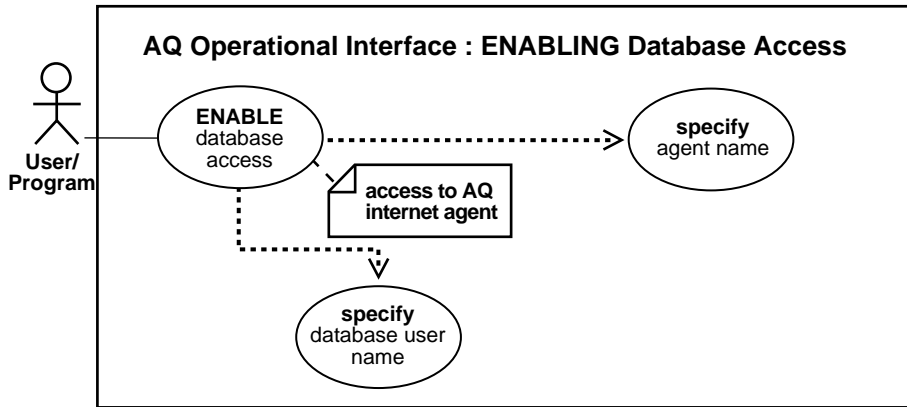 AQ Operational Interface : ENABLING Database Access
User/
Program
ENABLE
database
access
specify
agent name
access to AQ
internet agent
specify
database user
name